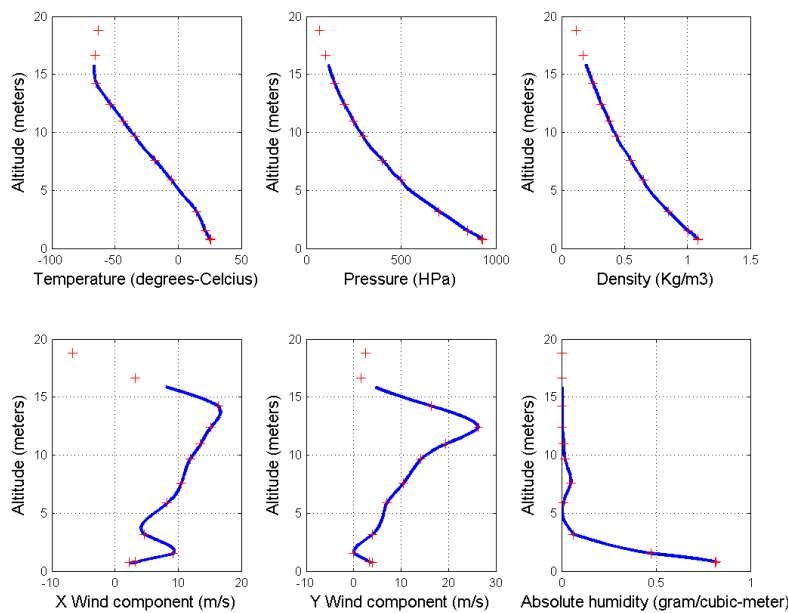 20
15
10
5
0
Altitude (meters)
-100 -50 0 50
Temperature (degrees-Celcius)
20
15
10
5
0
Altitude (meters)
0 500 1000
Pressure (HPa)
20
15
10
5
0
Altitude (meters)
0 0.5 1 1.5
Density (Kg/m3)
20
15
10
5
0
Altitude (meters)
-10 0 10 20
X Wind component (m/s)
20
15
10
5
0
Altitude (meters)
-10 0 10 20 30
Y Wind component (m/s)
20
15
10
5
0
Altitude (meters)
0 0.5 1
Absolute humidity (gram/cubic-meter)